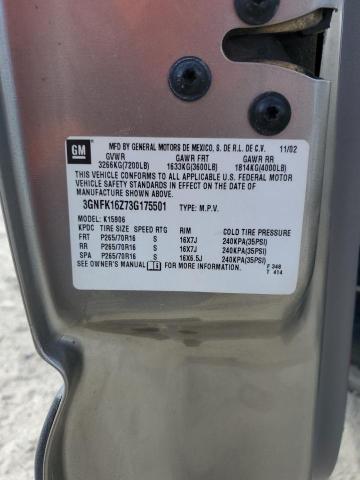 GM
MFD BY GENERAL MOTORS DE MEXICO, S. DE R.L. DE C.V. 11/02
GVWR GAWR FRT GAWR RR
3266KG(7200LB) 1633KG(3600LB) 1814KG(4000LB)
THIS VEHICLE CONFORMS TO ALL APPLICABLE U.S. FEDERAL MOTOR
VEHICLE SAFETY STANDARDS IN EFFECT ON THE DATE OF
MANUFACTURE SHOWN ABOVE.
3GNFK16Z73G175501 TYPE: M.P.V.
MODEL: K15906
KPDC TIRE SIZE SPEED RTG RIM COLD TIRE PRESSURE
FRT P265/70R16 S 16X7J 240KPA(35PSI)
RR P265/70R16 S 16X7J 240KPA(35PSI)
SPA P265/70R16 S 16X6.5J 240KPA(35PSI)
SEE OWNER'S MANUAL FOR MORE INFORMATION. F 348
T 414